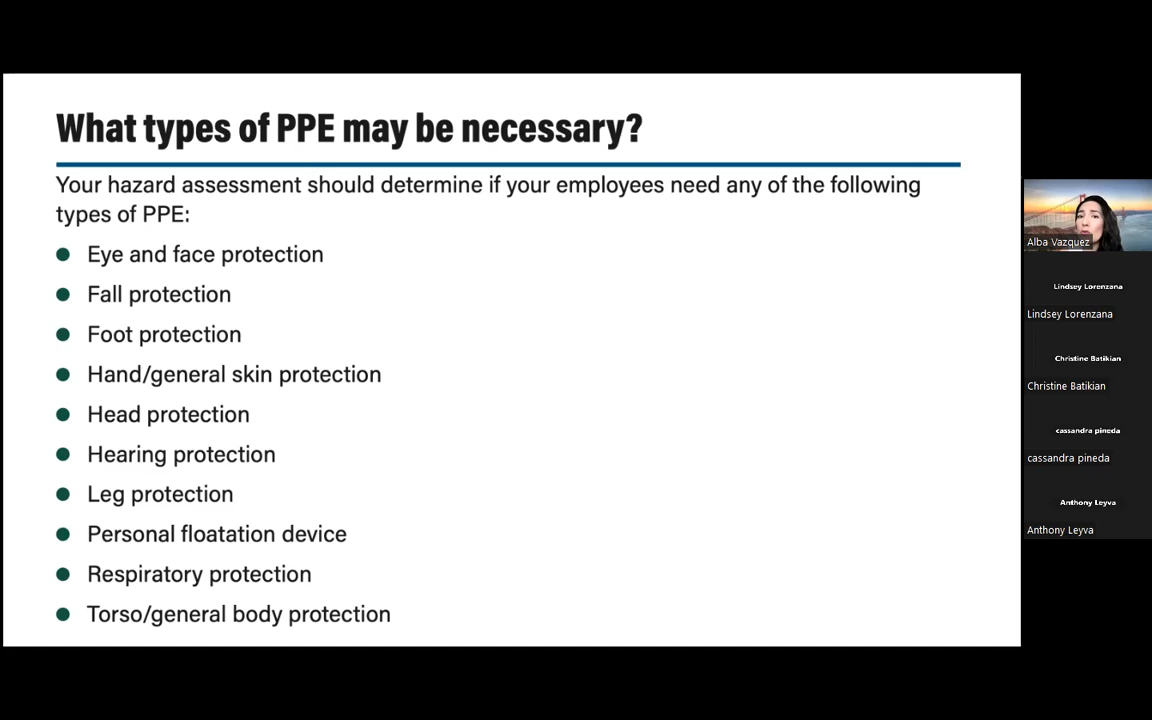 What types of PPE may be necessary?
Your hazard assessment should determine if your employees need any of the following
types of PPE:
Eye and face protection
Fall protection
Foot protection
Hand/general skin protection
Head protection
Hearing protection
Leg protection
Personal floatation device
Respiratory protection
Torso/general body protection
Alba Vazquez
Lindsey Lorenzana
Lindsey Lorenzana
Christine Batikian
Christine Batikian
cassandra pineda
cassandra pineda
Anthony Leyva
Anthony Leyva